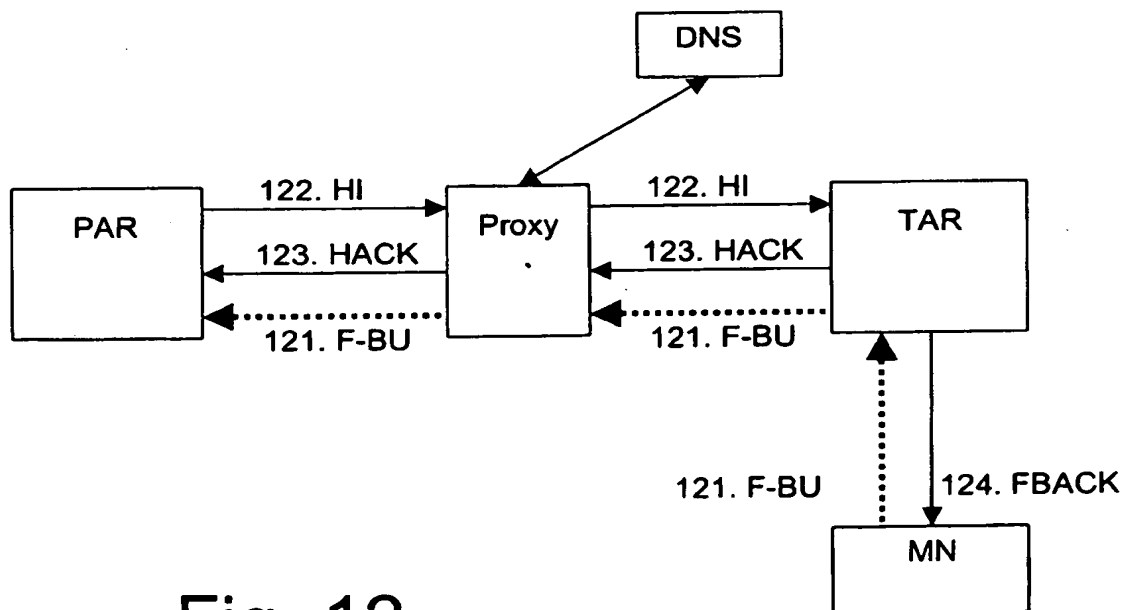 DNS
122. HI
122. HI
PAR
Proxy
TAR
123. HACK
123. HACK
121. F-BU
121. F-BU
121. F-BU
124. FBACK
MN